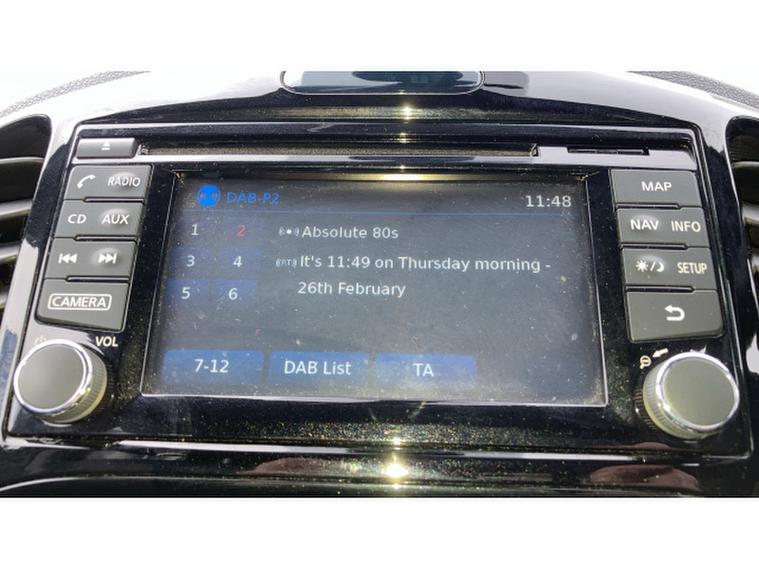 RADIO
CD AUX
CAMERA
VOL
DAB-P2 11:48
1 2 Absolute 80s
3 4 It's 11:49 on Thursday morning -
26th February
5 6
7-12 DAB List TA
MAP
NAV INFO
SETUP